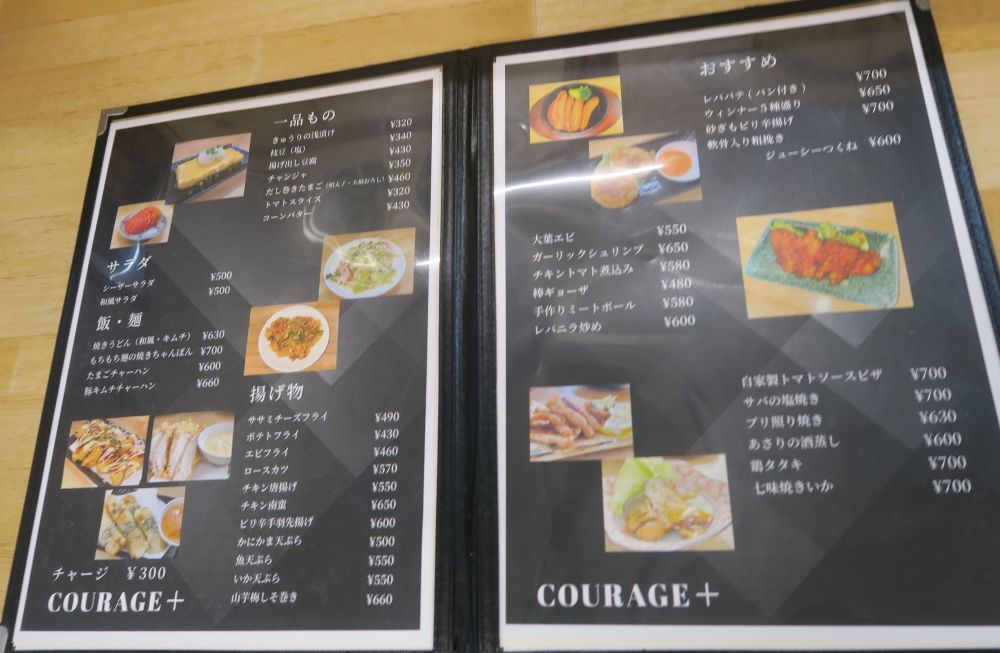 一品もの
きゅうりの浅漬け ¥320
枝豆（塩） ¥340
揚げ出し豆腐 ¥430
チャンジャ ¥350
だし巻きたまご（明太子・大根おろし） ¥460
トマトスライス ¥320
コーンバター ¥430
サラダ
シーザーサラダ ¥500
和風サラダ ¥500
飯・麺
焼きうどん（和風・キムチ） ¥630
もちもち麺の焼きちゃんぽん ¥700
たまごチャーハン ¥600
豚キムチチャーハン ¥660
揚げ物
ササミチーズフライ ¥490
ポテトフライ ¥430
エビフライ ¥460
ロースカツ ¥570
チキン唐揚げ ¥550
チキン南蛮 ¥650
ピリ辛手羽先揚げ ¥600
かにかま天ぷら ¥500
魚天ぷら ¥550
いか天ぷら ¥550
山芋梅しそ巻き ¥660
チャージ ¥300
COURAGE＋
おすすめ
レバパテ（パン付き） ¥700
ウィンナー５種盛り ¥650
砂ぎもピリ辛揚げ ¥700
軟骨入り粗挽き
ジューシーつくね ¥600
大葉エビ ¥550
ガーリックシュリンプ ¥650
チキントマト煮込み ¥580
棒ギョーザ ¥480
手作りミートボール ¥580
レバニラ炒め ¥600
自家製トマトソースピザ ¥700
サバの塩焼き ¥700
ブリ照り焼き ¥630
あさりの酒蒸し ¥600
鶏タタキ ¥700
七味焼きいか ¥700
COURAGE＋